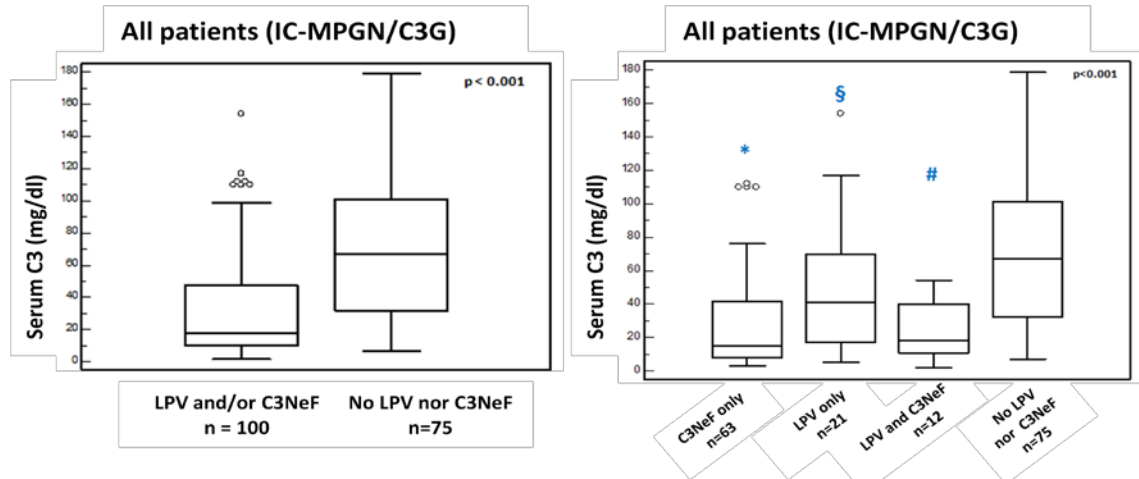 All patients (IC-MPGN/C3G)
p< 0.001
Serum C3 (mg/dl)
180
160
140
120
100
80
60
40
20
0
LPV and/or C3NeF
n = 100
No LPV nor C3NeF
n=75
All patients (IC-MPGN/C3G)
p<0.001
Serum C3 (mg/dl)
180
160
140
120
100
80
60
40
20
0
*
§
#
C3NeF only
n=63
LPV only
n=21
LPV and C3NeF
n=12
No LPV
nor C3NeF
n=75